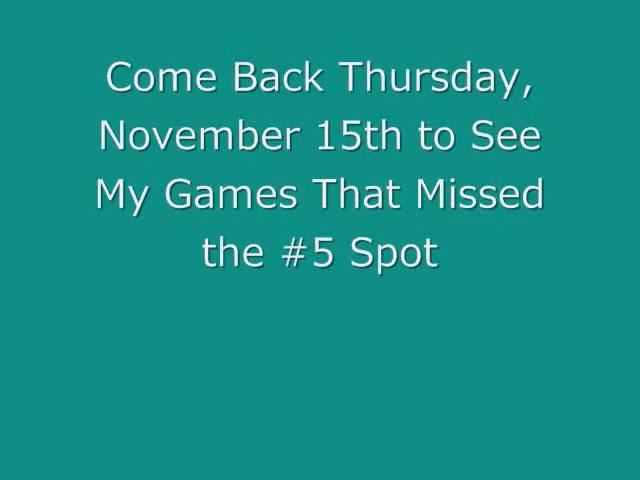 Come Back Thursday,
November 15th to See
My Games That Missed
the #5 Spot